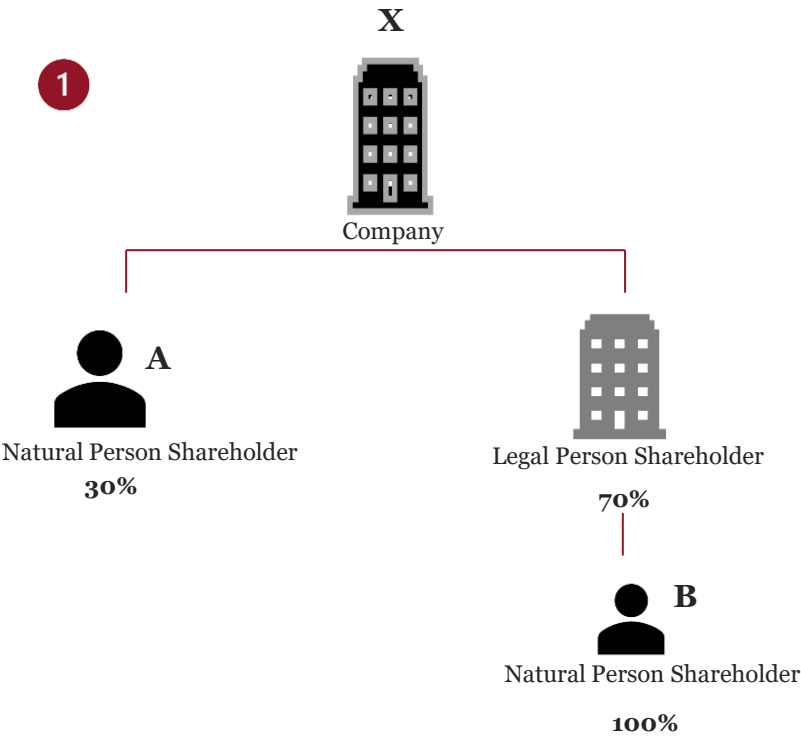 X
1
Company
A
Natural Person Shareholder
30%
Legal Person Shareholder
70%
B
Natural Person Shareholder
100%